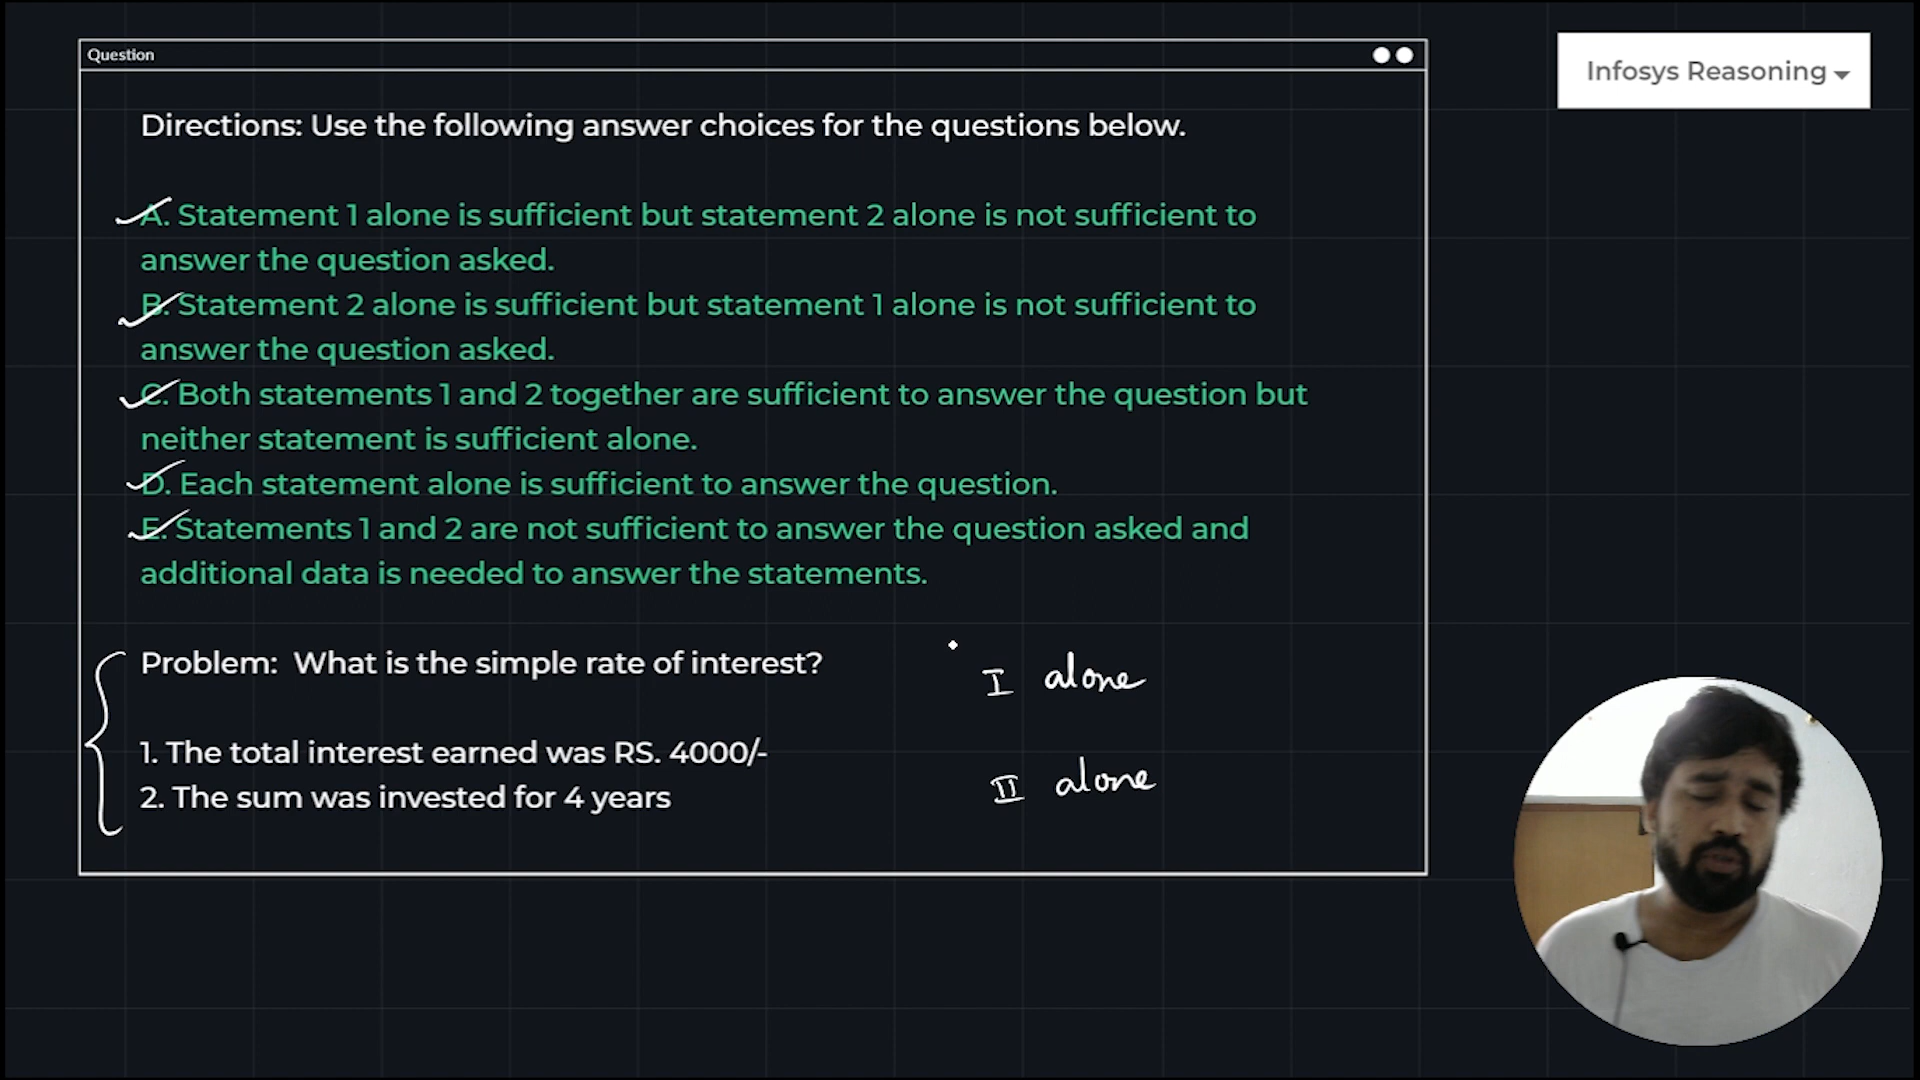 Question
Infosys Reasoning
Directions: Use the following answer choices for the questions below.
A. Statement 1 alone is sufficient but statement 2 alone is not sufficient to
answer the question asked.
B. Statement 2 alone is sufficient but statement 1 alone is not sufficient to
answer the question asked.
C. Both statements 1 and 2 together are sufficient to answer the question but
neither statement is sufficient alone.
D. Each statement alone is sufficient to answer the question.
E. Statements 1 and 2 are not sufficient to answer the question asked and
additional data is needed to answer the statements.
Problem: What is the simple rate of interest?
I alone
1. The total interest earned was RS. 4000/-
II alone
2. The sum was invested for 4 years